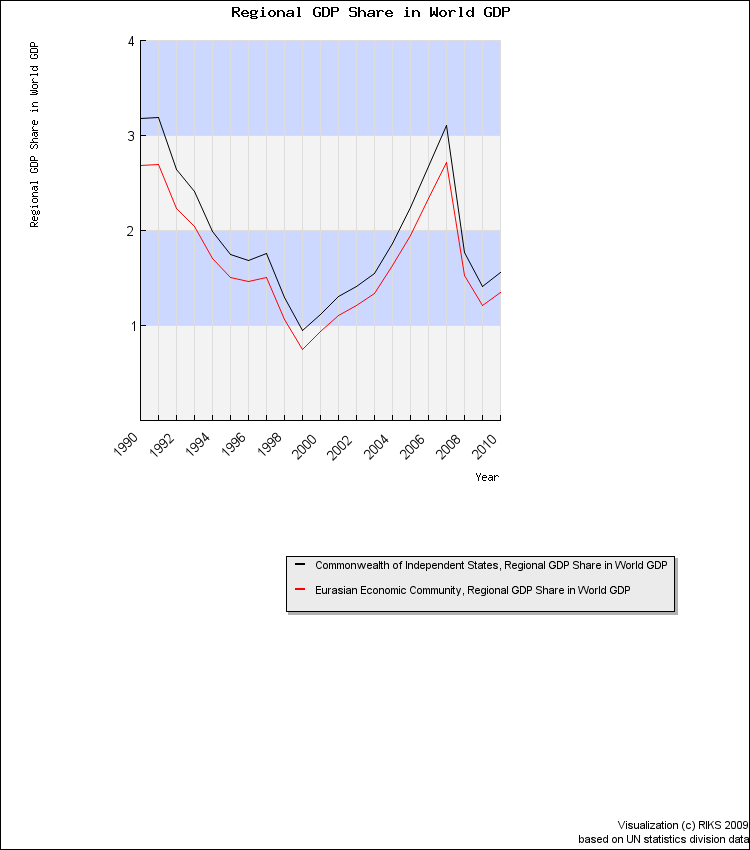 Regional GDP Share in World GDP
Regional GDP Share in World GDP
4
3
2
1
1990 1992 1994 1996 1998 2000 2002 2004 2006 2008 2010
Year
Commonwealth of Independent States, Regional GDP Share in World GDP
Eurasian Economic Community, Regional GDP Share in World GDP
Visualization (c) RIKS 2009
based on UN statistics division data